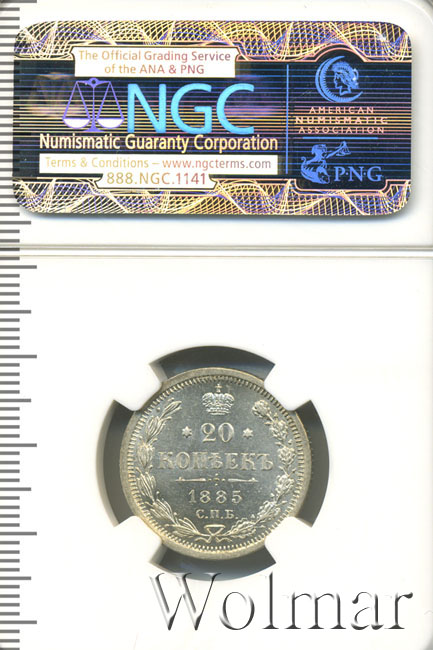 The Official Grading Service
of the ANA & PNG
NGC
Numismatic Guaranty Corporation
Terms & Conditions – www.ngcterms.com
888.NGC.1141
AMERICAN
NUMISMATIC
ASSOCIATION
PNG
20
КОПѢЕКЪ
1885
С.П.Б.
Wolmar